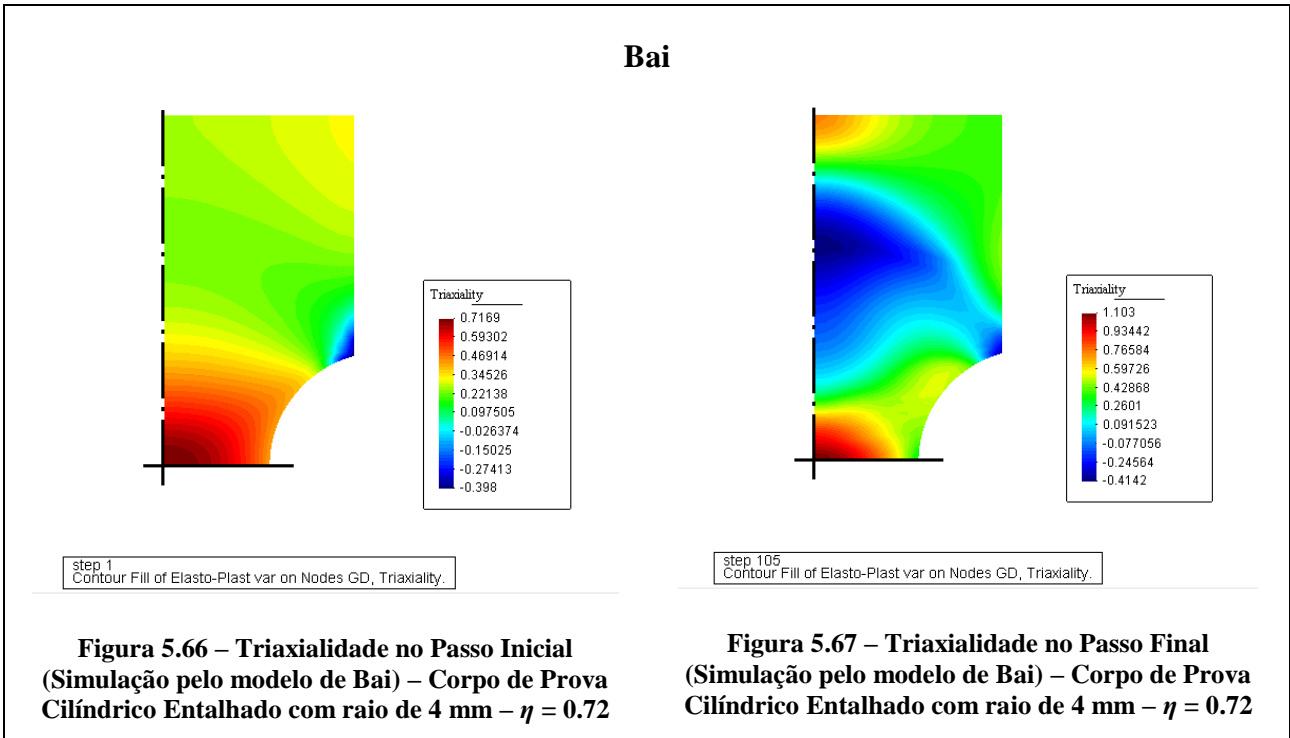 Bai
Triaxiality
0.7169
0.59302
0.46914
0.34526
0.22138
0.097505
-0.026374
-0.15025
-0.27413
-0.398
step 1
Contour Fill of Elasto-Plast var on Nodes GD, Triaxiality.
Figura 5.66 – Triaxialidade no Passo Inicial
(Simulação pelo modelo de Bai) – Corpo de Prova
Cilíndrico Entalhado com raio de 4 mm – η = 0.72
Triaxiality
1.103
0.93442
0.76584
0.59726
0.42868
0.2601
0.091523
-0.077056
-0.24564
-0.4142
step 105
Contour Fill of Elasto-Plast var on Nodes GD, Triaxiality.
Figura 5.67 – Triaxialidade no Passo Final
(Simulação pelo modelo de Bai) – Corpo de Prova
Cilíndrico Entalhado com raio de 4 mm – η = 0.72